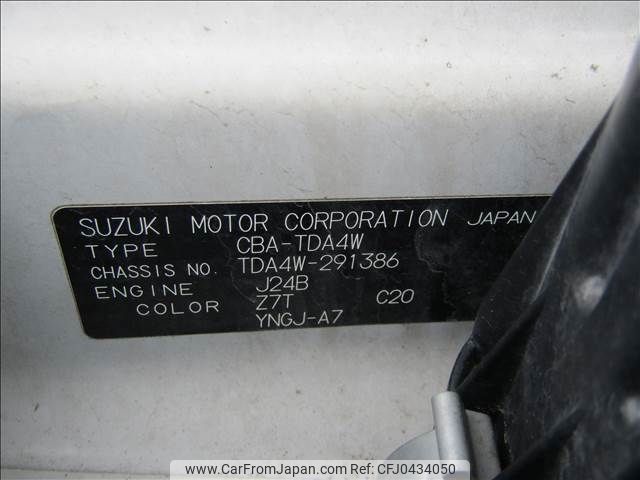 SUZUKI MOTOR CORPORATION JAPAN
TYPE CBA-TDA4W
CHASSIS NO. TDA4W-291386
ENGINE J24B
COLOR Z7T C20
YNGJ-A7
www.CarFromJapan.com | REF No. CFJ0434050